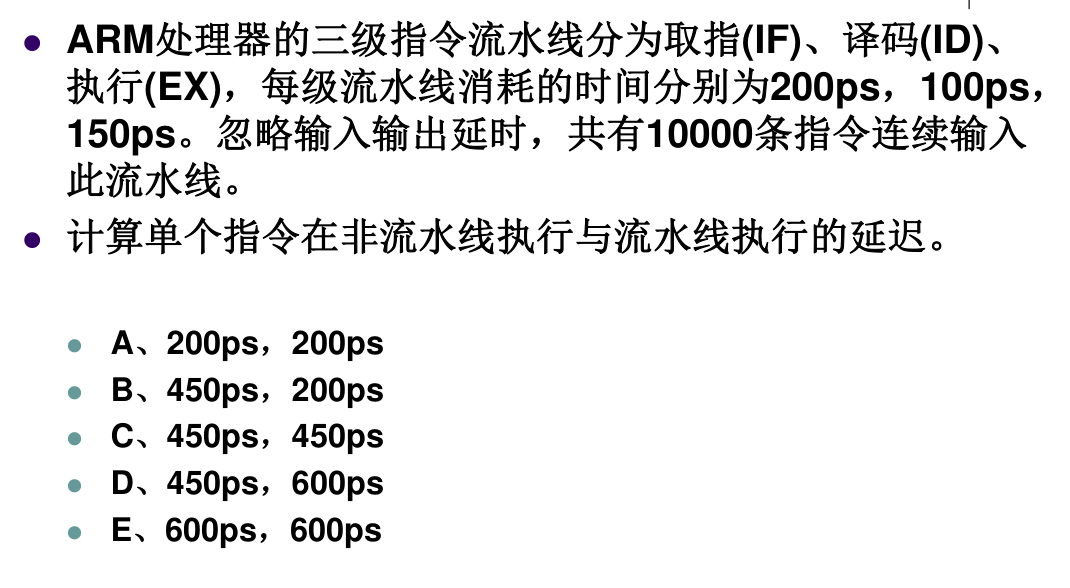 ARM处理器的三级指令流水线分为取指(IF)、译码(ID)、
执行(EX)，每级流水线消耗的时间分别为200ps，100ps，
150ps。忽略输入输出延时，共有10000条指令连续输入
此流水线。
计算单个指令在非流水线执行与流水线执行的延迟。
A、200ps，200ps
B、450ps，200ps
C、450ps，450ps
D、450ps，600ps
E、600ps，600ps